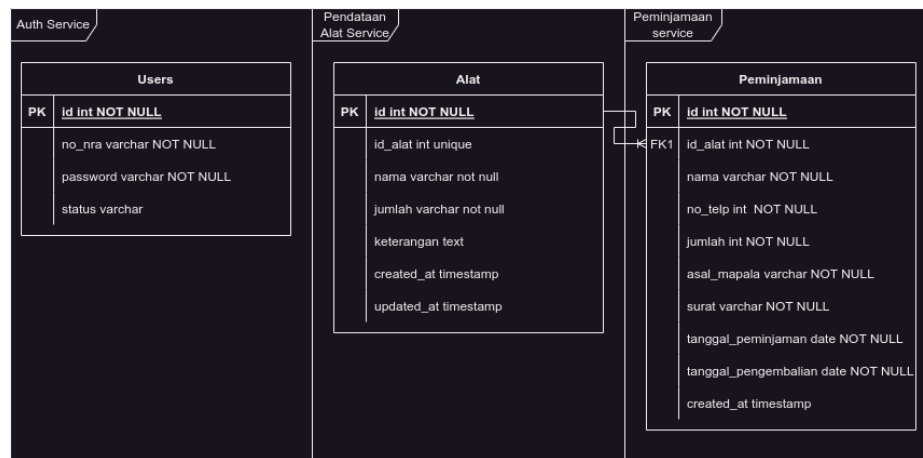 Auth Service
Pendataan
Alat Service
Peminjamaan
service
Users
PK id int NOT NULL
no_nra varchar NOT NULL
password varchar NOT NULL
status varchar
Alat
PK id int NOT NULL
id_alat int unique
nama varchar not null
jumlah varchar not null
keterangan text
created_at timestamp
updated_at timestamp
Peminjamaan
PK id int NOT NULL
FK1 id_alat int NOT NULL
nama varchar NOT NULL
no_telp int NOT NULL
jumlah int NOT NULL
asal_mapala varchar NOT NULL
surat varchar NOT NULL
tanggal_peminjaman date NOT NULL
tanggal_pengembalian date NOT NULL
created_at timestamp